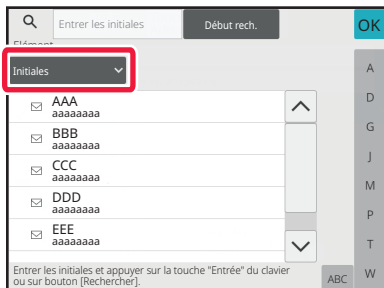 Entrer les initiales
Début rech.
OK
Elément
Initiales
AAA
aaaaaaaa
BBB
aaaaaaaa
CCC
aaaaaaaa
DDD
aaaaaaaa
EEE
aaaaaaaa
A
D
G
J
M
P
T
W
ABC
Entrer les initiales et appuyer sur la touche "Entrée" du clavier
ou sur bouton [Rechercher].